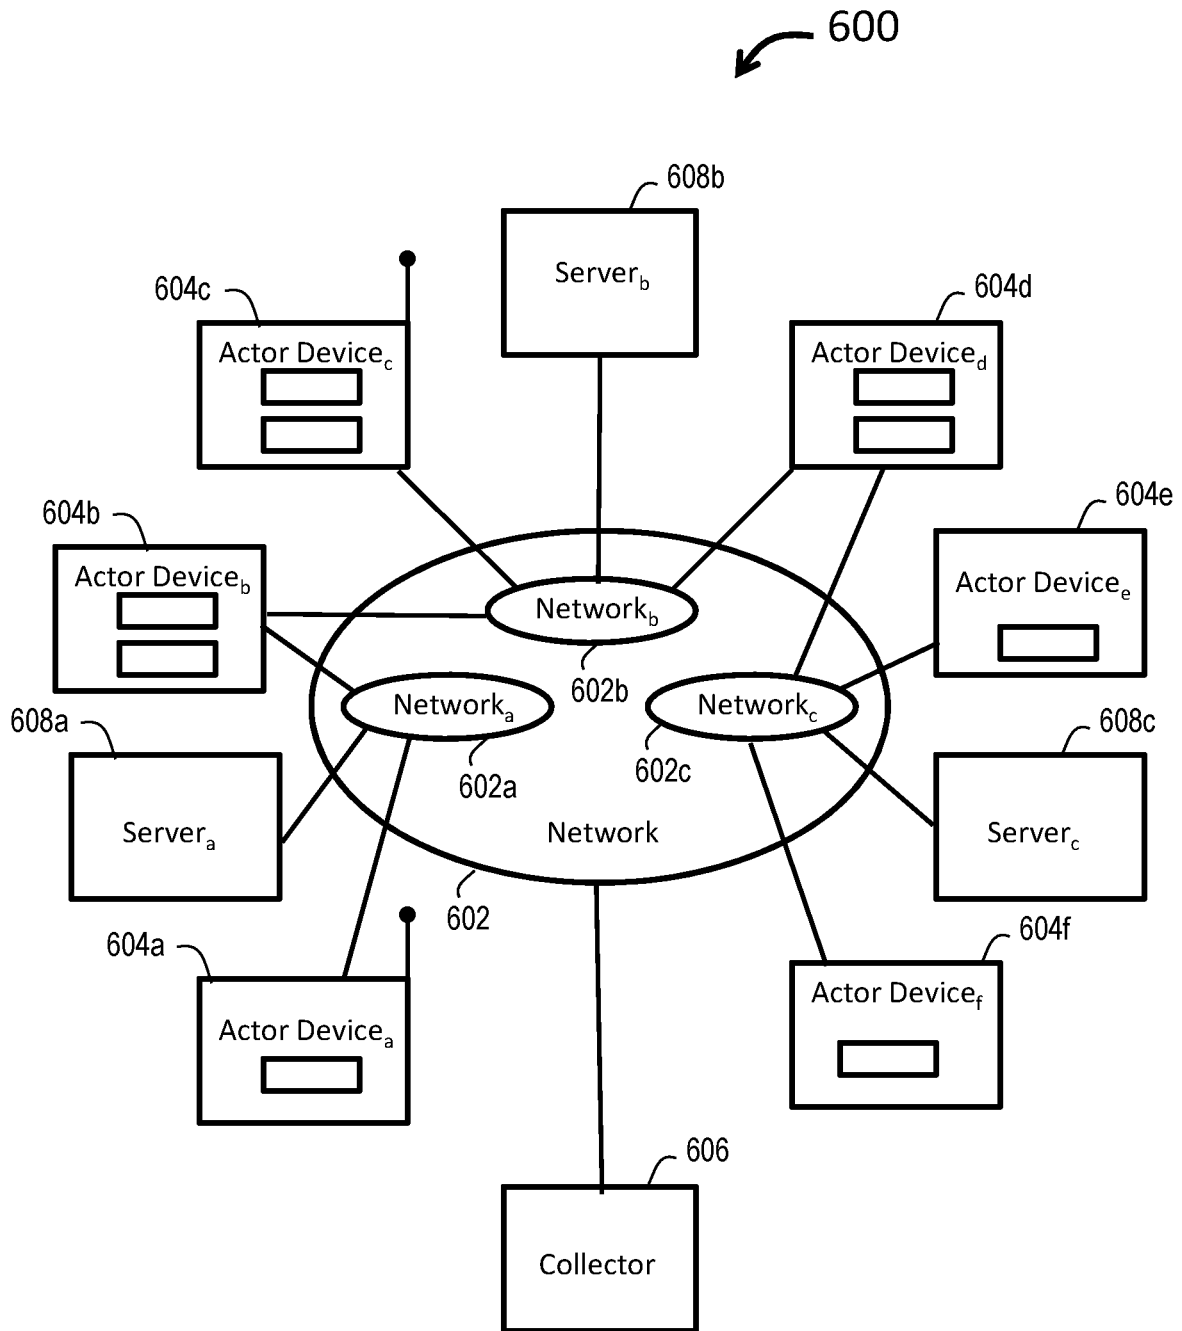 600
608b
Server_b
604c
Actor Device_c
604d
Actor Device_d
604b
Actor Device_b
604e
Actor Device_e
Network_b
602b
608a
Network_a
602a
Network_c
602c
608c
Server_a
Network
Server_c
602
604a
Actor Device_a
604f
Actor Device_f
606
Collector